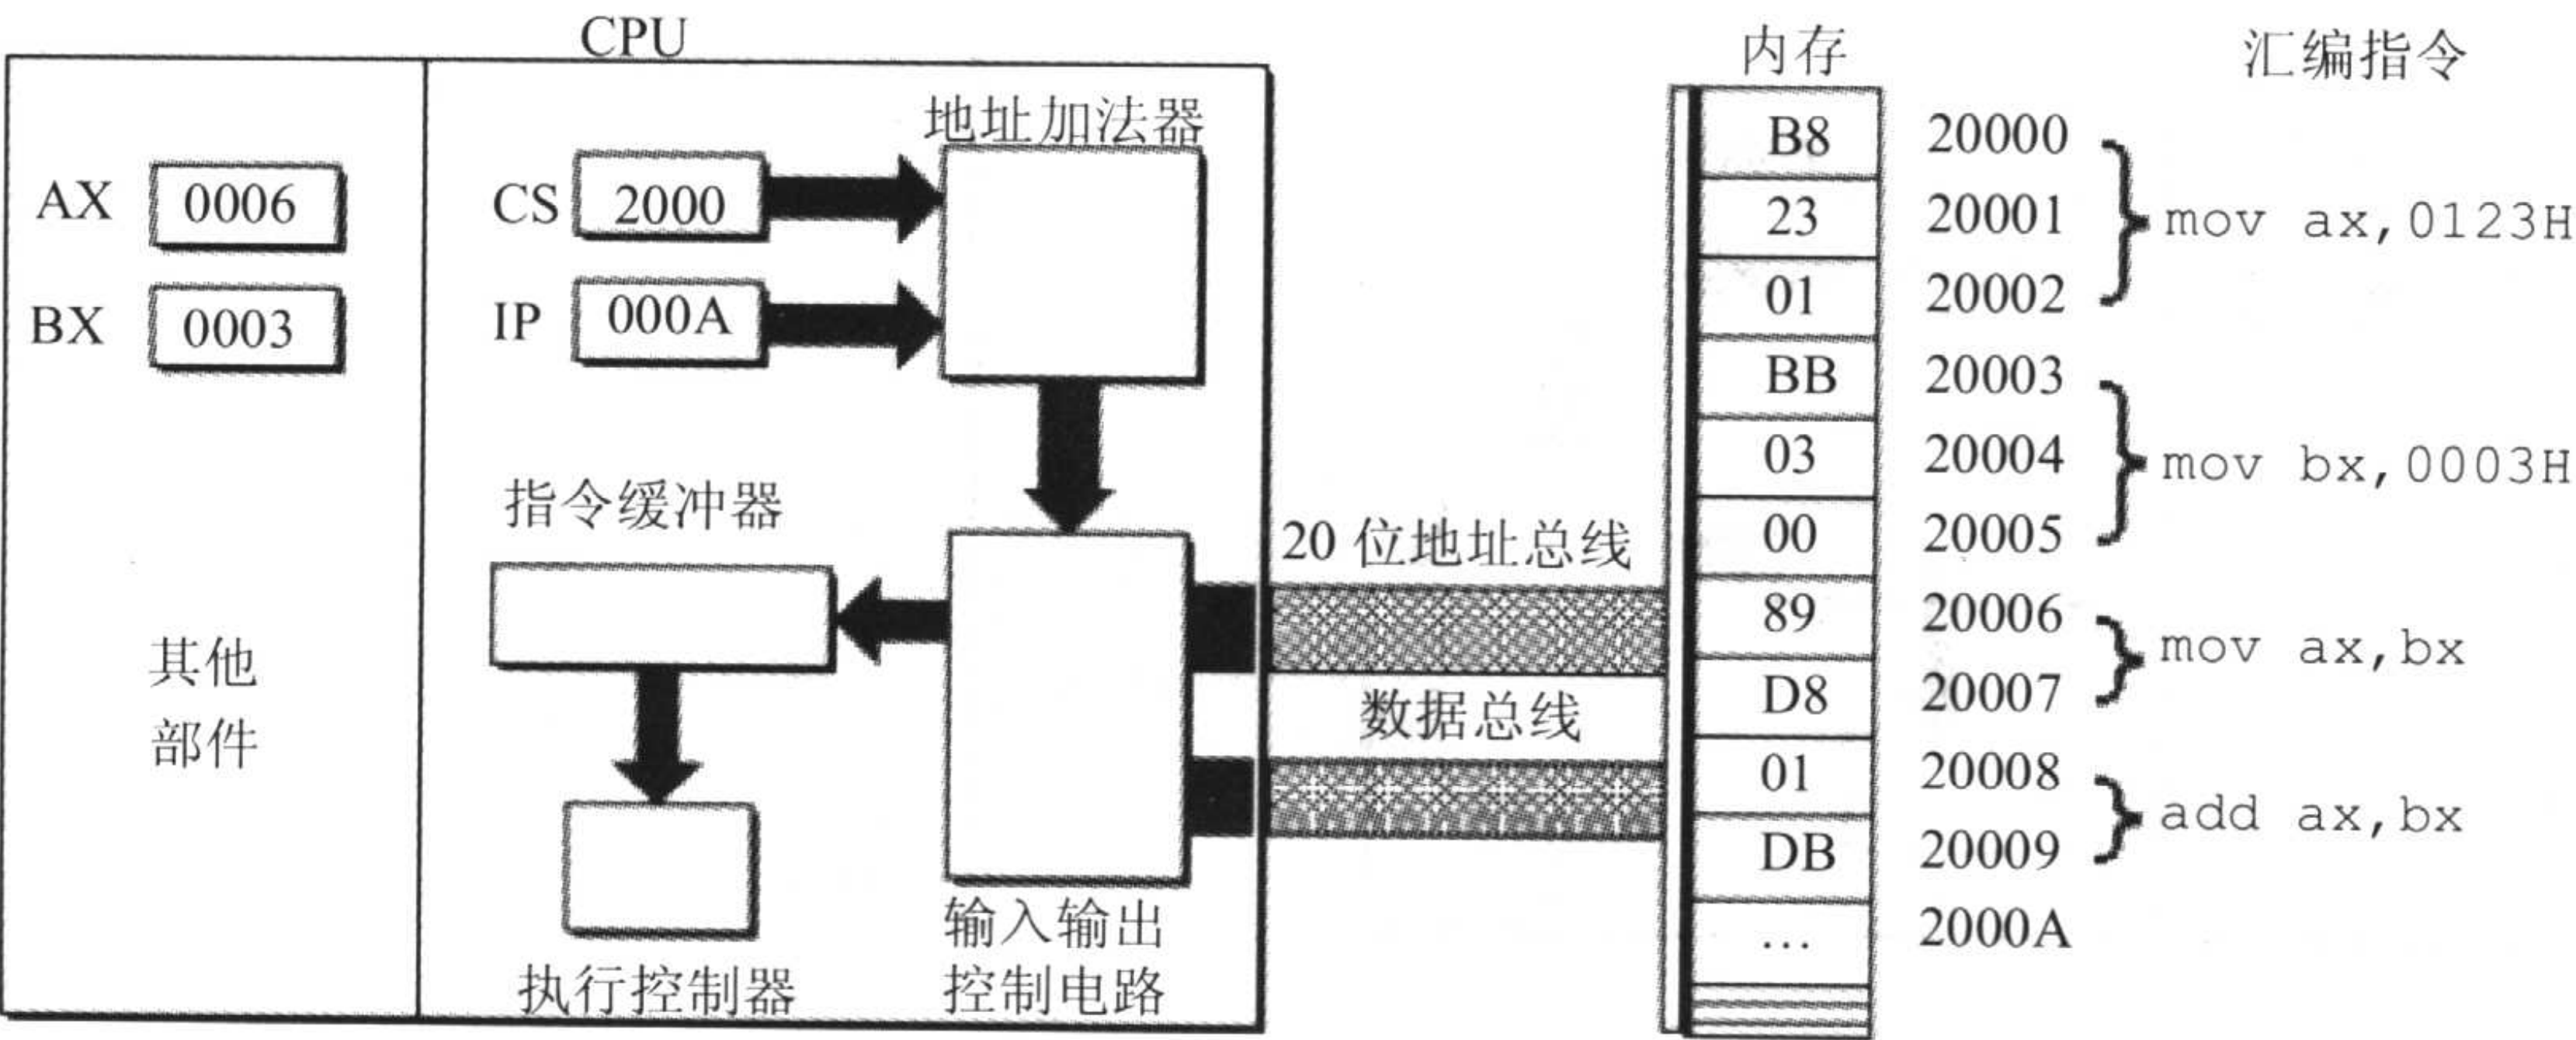 CPU
AX 0006
BX 0003
其他
部件
CS 2000
IP 000A
地址加法器
指令缓冲器
执行控制器
输入输出
控制电路
20 位地址总线
数据总线
内存
汇编指令
B8 20000
23 20001
01 20002
mov ax,0123H
BB 20003
03 20004
00 20005
mov bx,0003H
89 20006
D8 20007
mov ax,bx
01 20008
DB 20009
add ax,bx
… 2000A